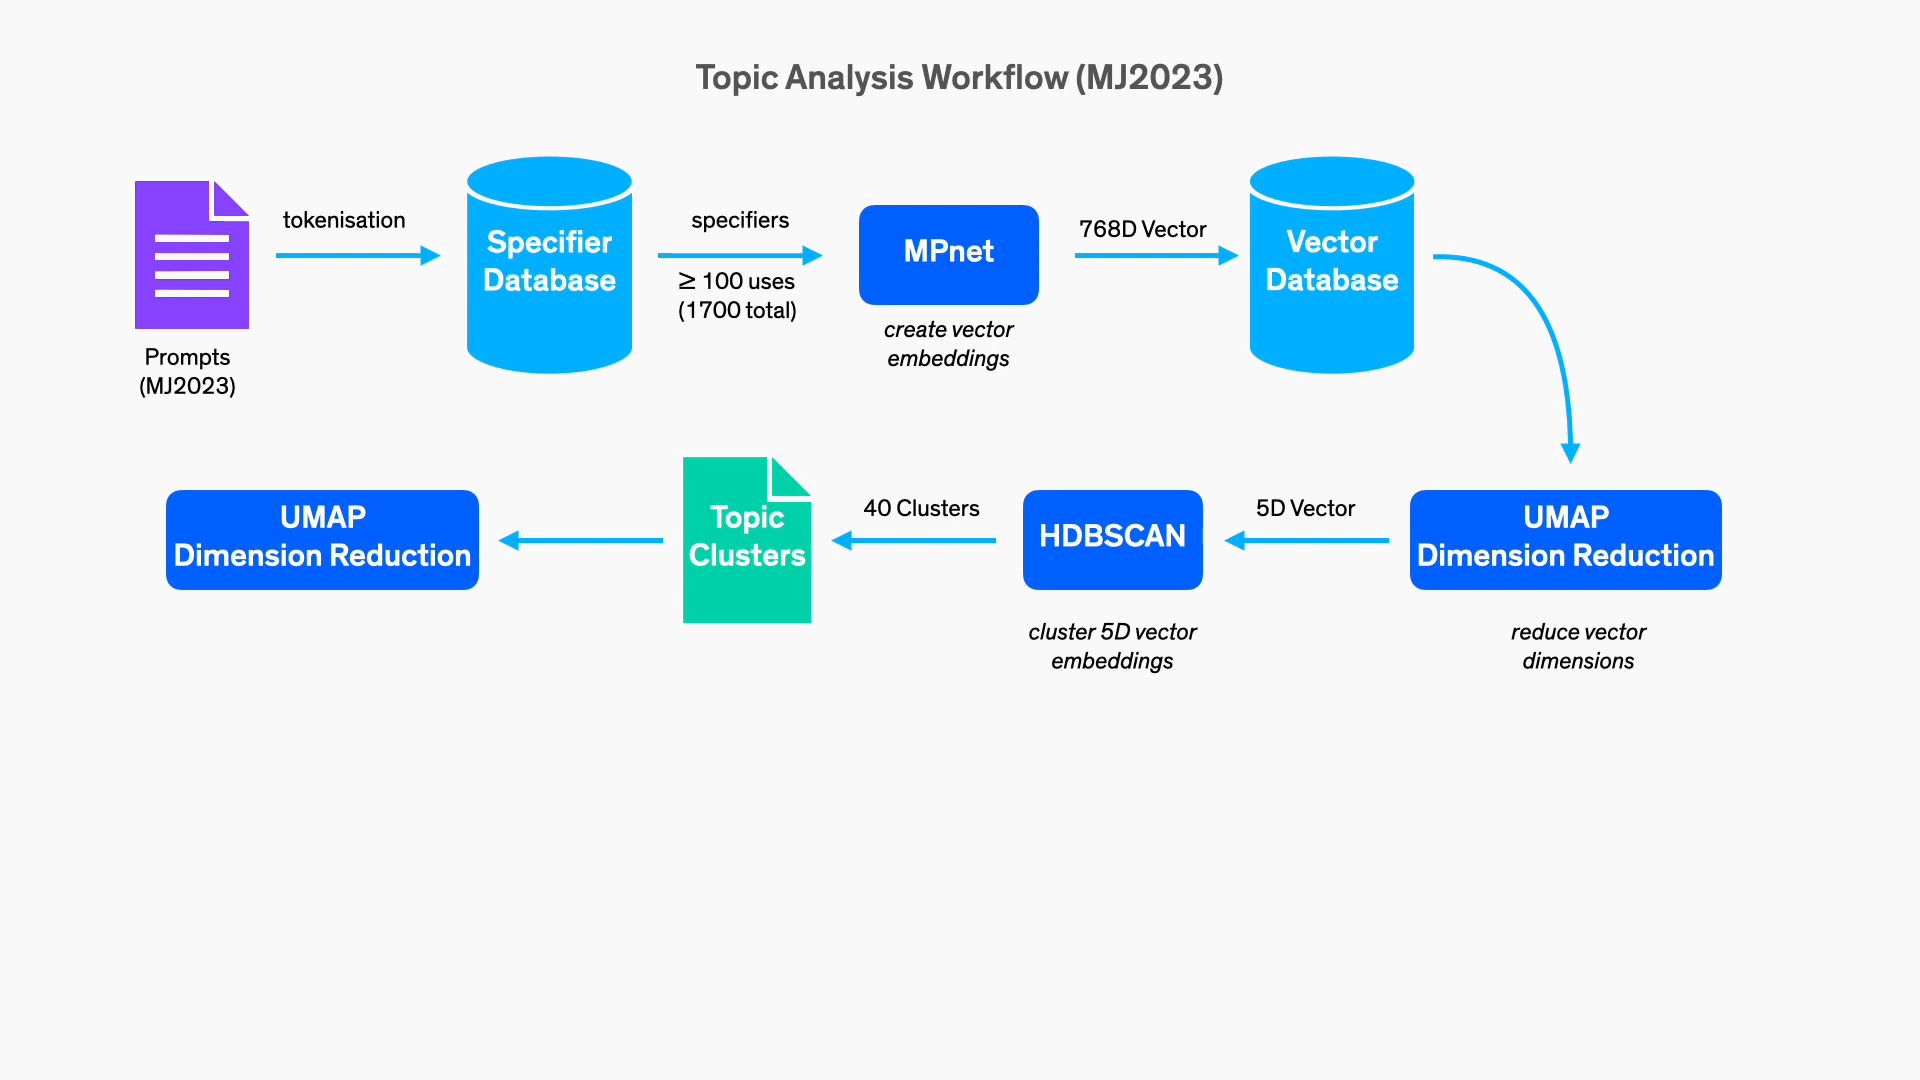 Topic Analysis Workflow (MJ2023)
Prompts
(MJ2023)
tokenisation
Specifier
Database
specifiers
≥ 100 uses
(1700 total)
MPnet
create vector
embeddings
768D Vector
Vector
Database
UMAP
Dimension Reduction
reduce vector
dimensions
5D Vector
HDBSCAN
cluster 5D vector
embeddings
40 Clusters
Topic
Clusters
UMAP
Dimension Reduction